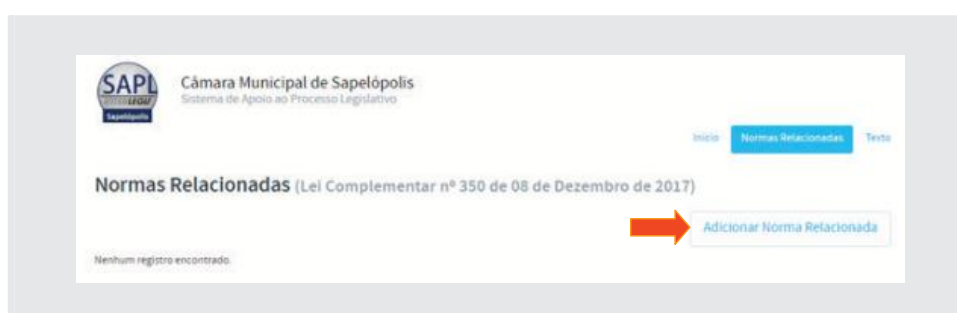 SAPL
INTERLEGIS
Sapelópolis
Câmara Municipal de Sapelópolis
Sistema de Apoio ao Processo Legislativo
Início Normas Relacionadas Texto
Normas Relacionadas (Lei Complementar nº 350 de 08 de Dezembro de 2017)
Adicionar Norma Relacionada
Nenhum registro encontrado.